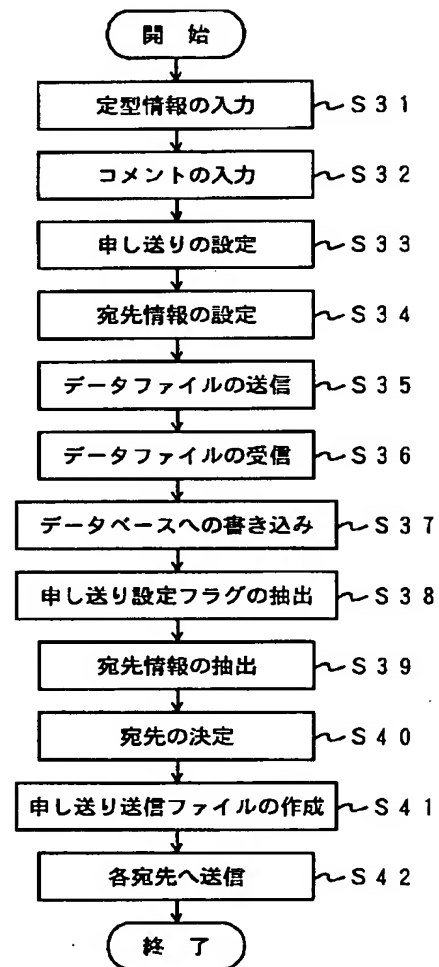 開 始
定型情報の入力 ~S31
コメントの入力 ~S32
申し送りの設定 ~S33
宛先情報の設定 ~S34
データファイルの送信 ~S35
データファイルの受信 ~S36
データベースへの書き込み ~S37
申し送り設定フラグの抽出 ~S38
宛先情報の抽出 ~S39
宛先の決定 ~S40
申し送り送信ファイルの作成 ~S41
各宛先へ送信 ~S42
終 了